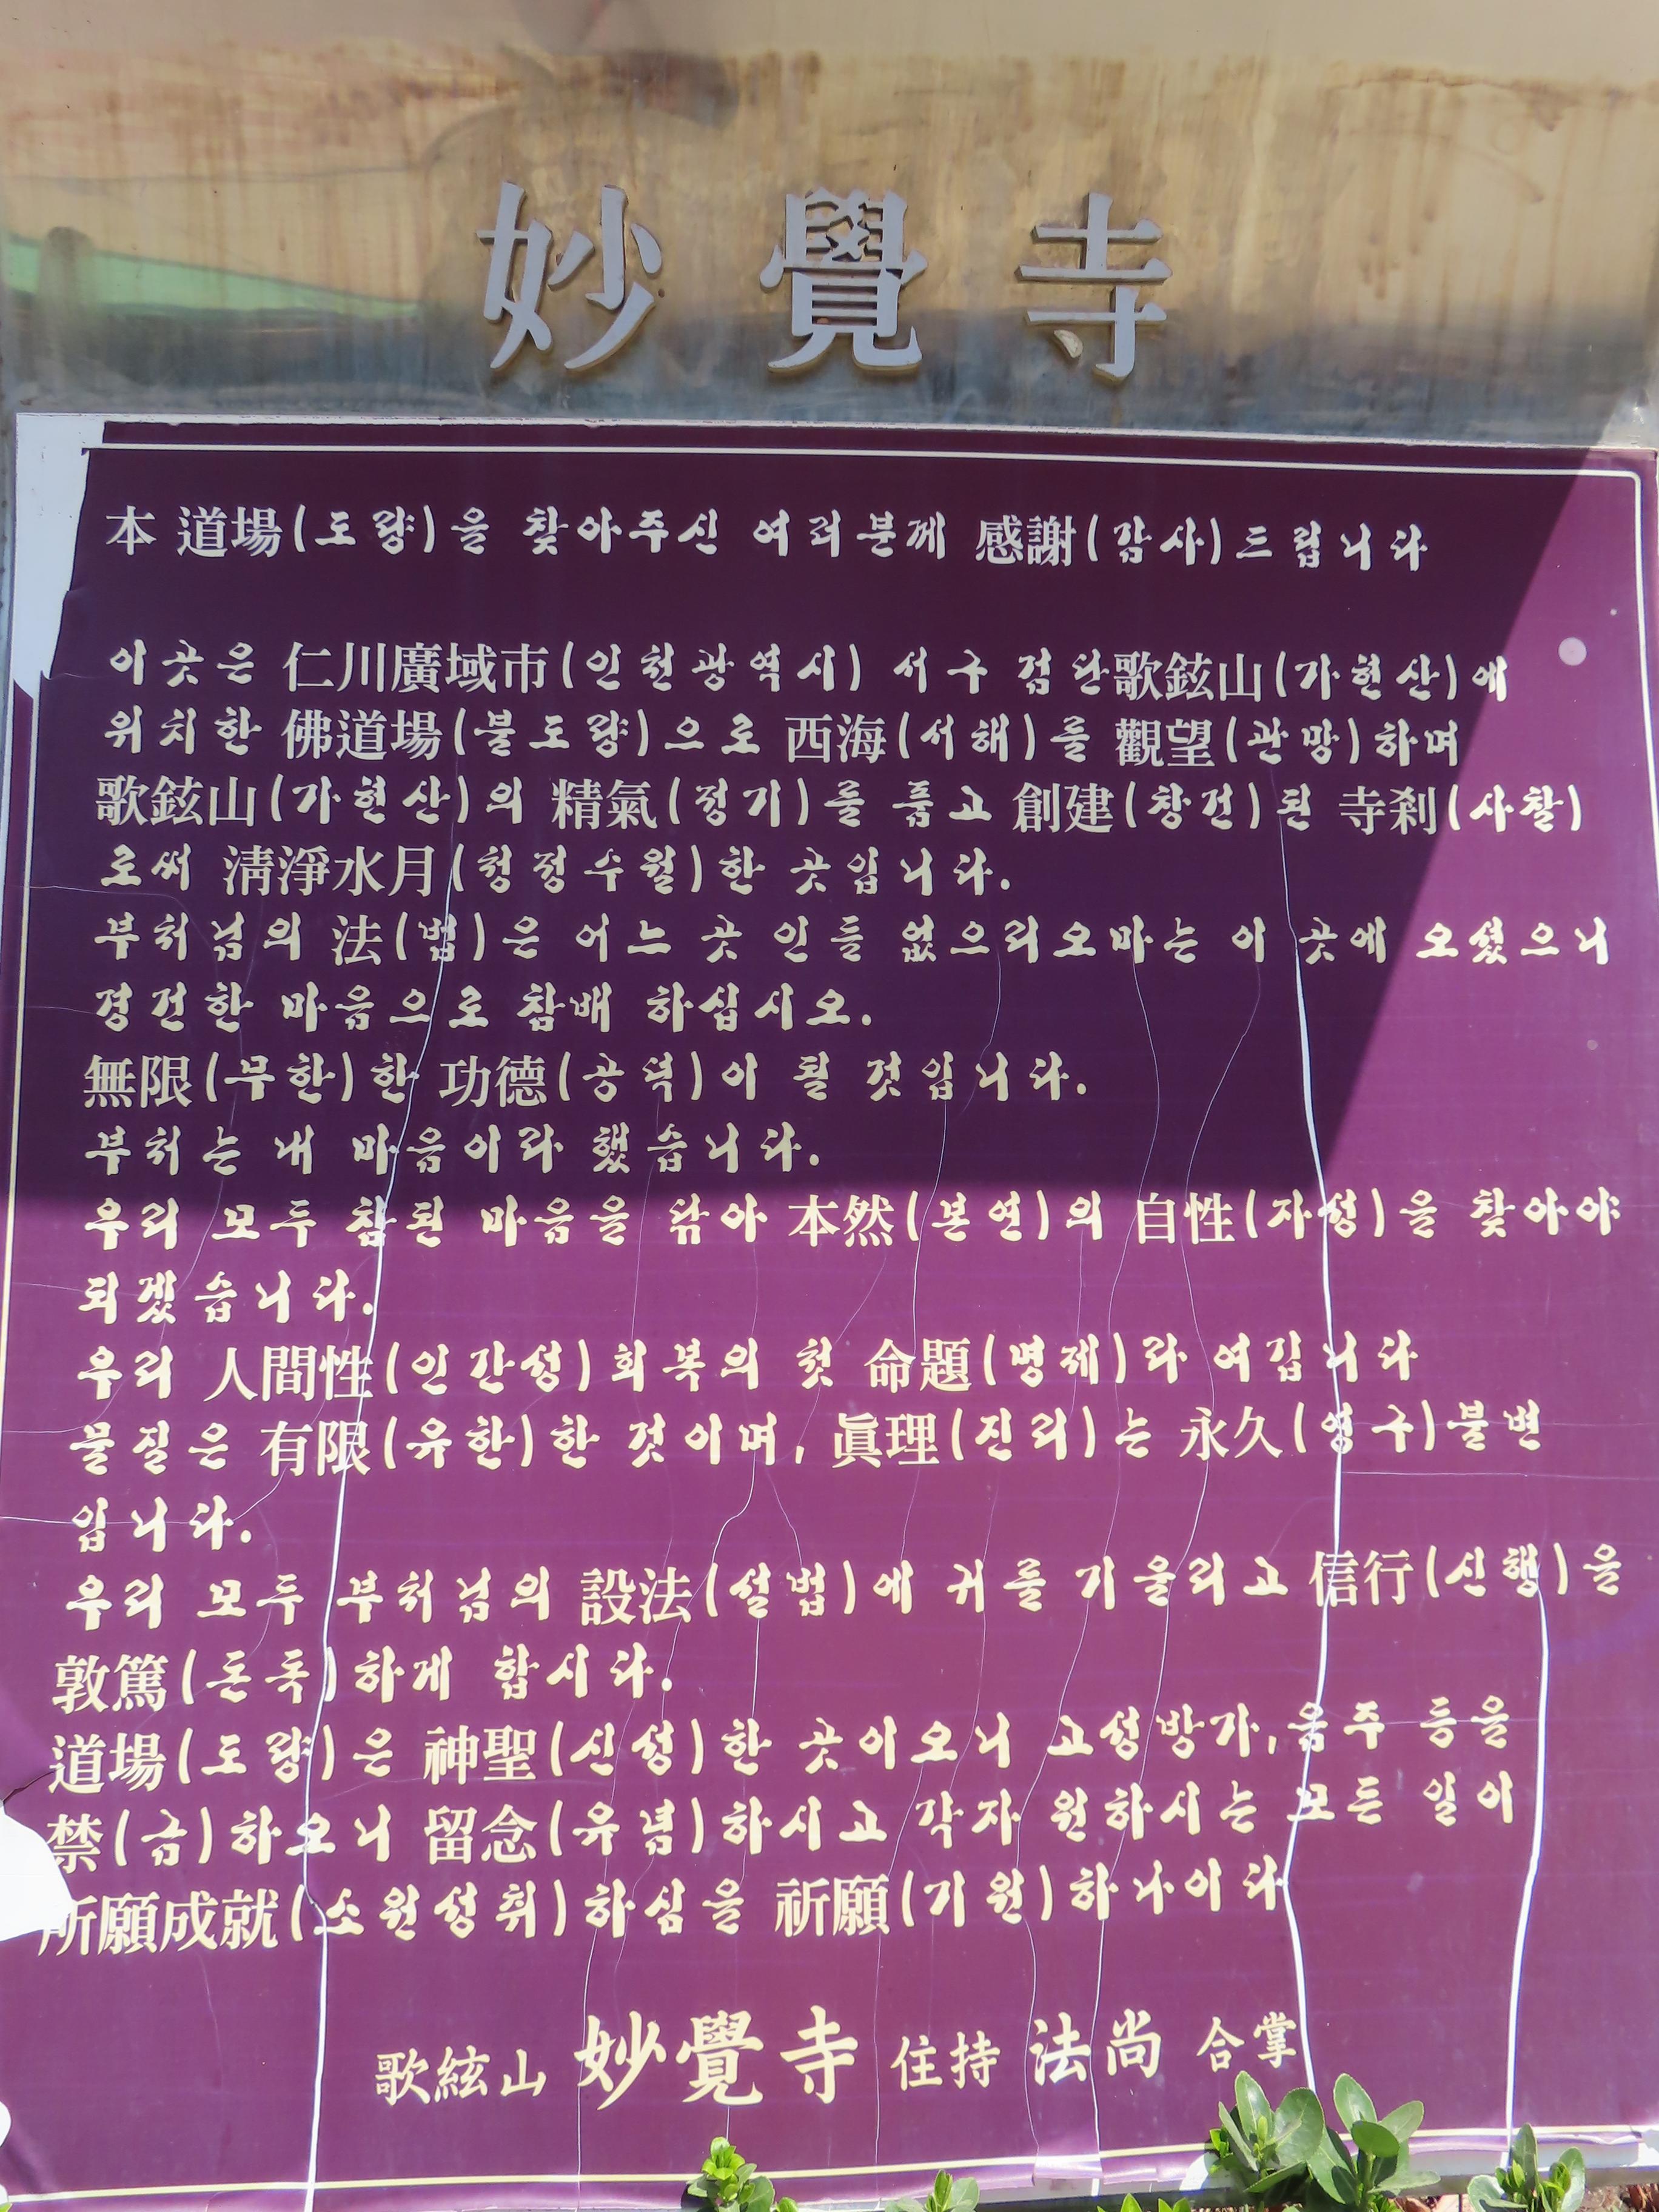 妙覺寺
本 道場(도량)을 찾아주신 여러분께 感謝(감사)드립니다
이곳은 仁川廣域市(인천광역시) 서구 검단歌鉉山(가현산)에
위치한 佛道場(불도량)으로 西海(서해)를 觀望(관망)하며
歌鉉山(가현산)의 精氣(정기)를 품고 創建(창건)된 寺刹(사찰)
로써 淸淨水月(청정수월)한 곳입니다.
부처님의 法(법)은 어느 곳 인들 없으리오마는 이 곳에 오셨으니
경건한 마음으로 참배 하십시오.
無限(무한)한 功德(공덕)이 될 것입니다.
부처는 내 마음이라 했습니다.
우리 모두 참된 마음을 닦아 本然(본연)의 自性(자성)을 찾아야
되겠습니다.
우리 人間性(인간성)회복의 첫 命題(명제)라 여깁니다
물질은 有限(유한)한 것이며, 眞理(진리)는 永久(영구)불변
입니다.
우리 모두 부처님의 設法(설법)에 귀를 기울리고 信行(신행)을
敦篤(돈독)하게 합시다.
道場(도량)은 神聖(신성)한 곳이오니 고성방가,음주 등을
禁(금)하오니 留念(유념)하시고 각자 원하시는 모든 일이
所願成就(소원성취)하심을 祈願(기원)하나이다
歌絃山 妙覺寺 住持 法尚 合掌